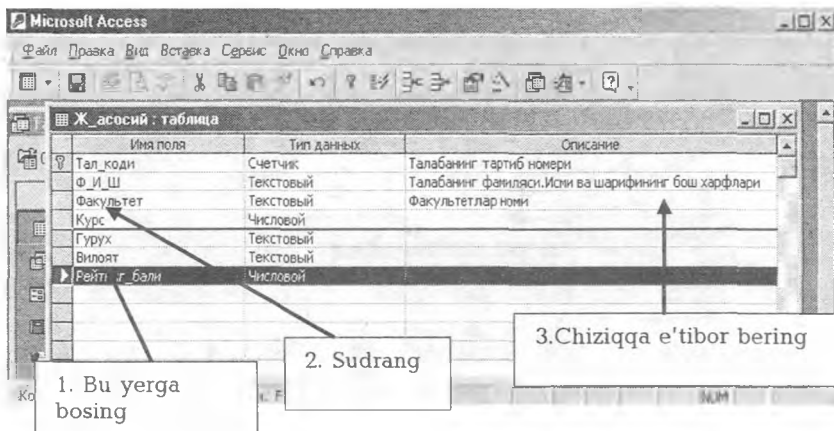 Microsoft Access
Файл Правка Вид Вставка Сервис Окно Справка
Ж_асосий : таблица
Имя поля Тип данных Описание
Тал_коди Счетчик Талабанинг тартиб номери
Ф_И_Ш Текстовый Талабанинг фамиляси.Исми ва шарифининг бош харфлари
Факультет Текстовый Факультетлар номи
Курс Числовой
Гурух Текстовый
Вилоят Текстовый
г_бали Числовой
1. Bu yerga
bosing
2. Sudrang
3.Chiziqqa e'tibor bering
NUM